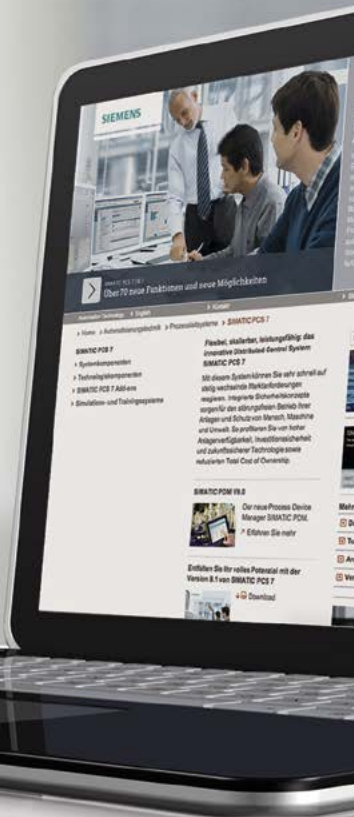 SIEMENS
SIMATIC PCS 7 V8.1
Über 70 neue Funktionen und neue Möglichkeiten
Automation Technology > English > Kontakt
> Home > Automatisierungstechnik > Prozessleitsysteme > SIMATIC PCS 7
SIMATIC PCS 7
> Systemkomponenten
> Technologiekomponenten
> SIMATIC PCS 7 Add-ons
> Simulations- und Trainingssysteme
Flexibel, skalierbar, leistungsfähig: das
innovative Distributed Control System
SIMATIC PCS 7
Mit diesem System können Sie sehr schnell auf
stetig wechselnde Marktanforderungen
reagieren. Integrierte Sicherheitskonzepte
sorgen für den störungsfreien Betrieb Ihrer
Anlagen und Schutz von Mensch, Maschine
und Umwelt. So profitieren Sie von hoher
Anlagenverfügbarkeit, Investitionssicherheit
und zukunftssicherer Technologie sowie
reduzierten Total Cost of Ownership.
SIMATIC PDM V9.0
Der neue Process Device
Manager SIMATIC PDM.
Erfahren Sie mehr
Entfalten Sie Ihr volles Potenzial mit der
Version 8.1 von SIMATIC PCS 7
Download
Mehr